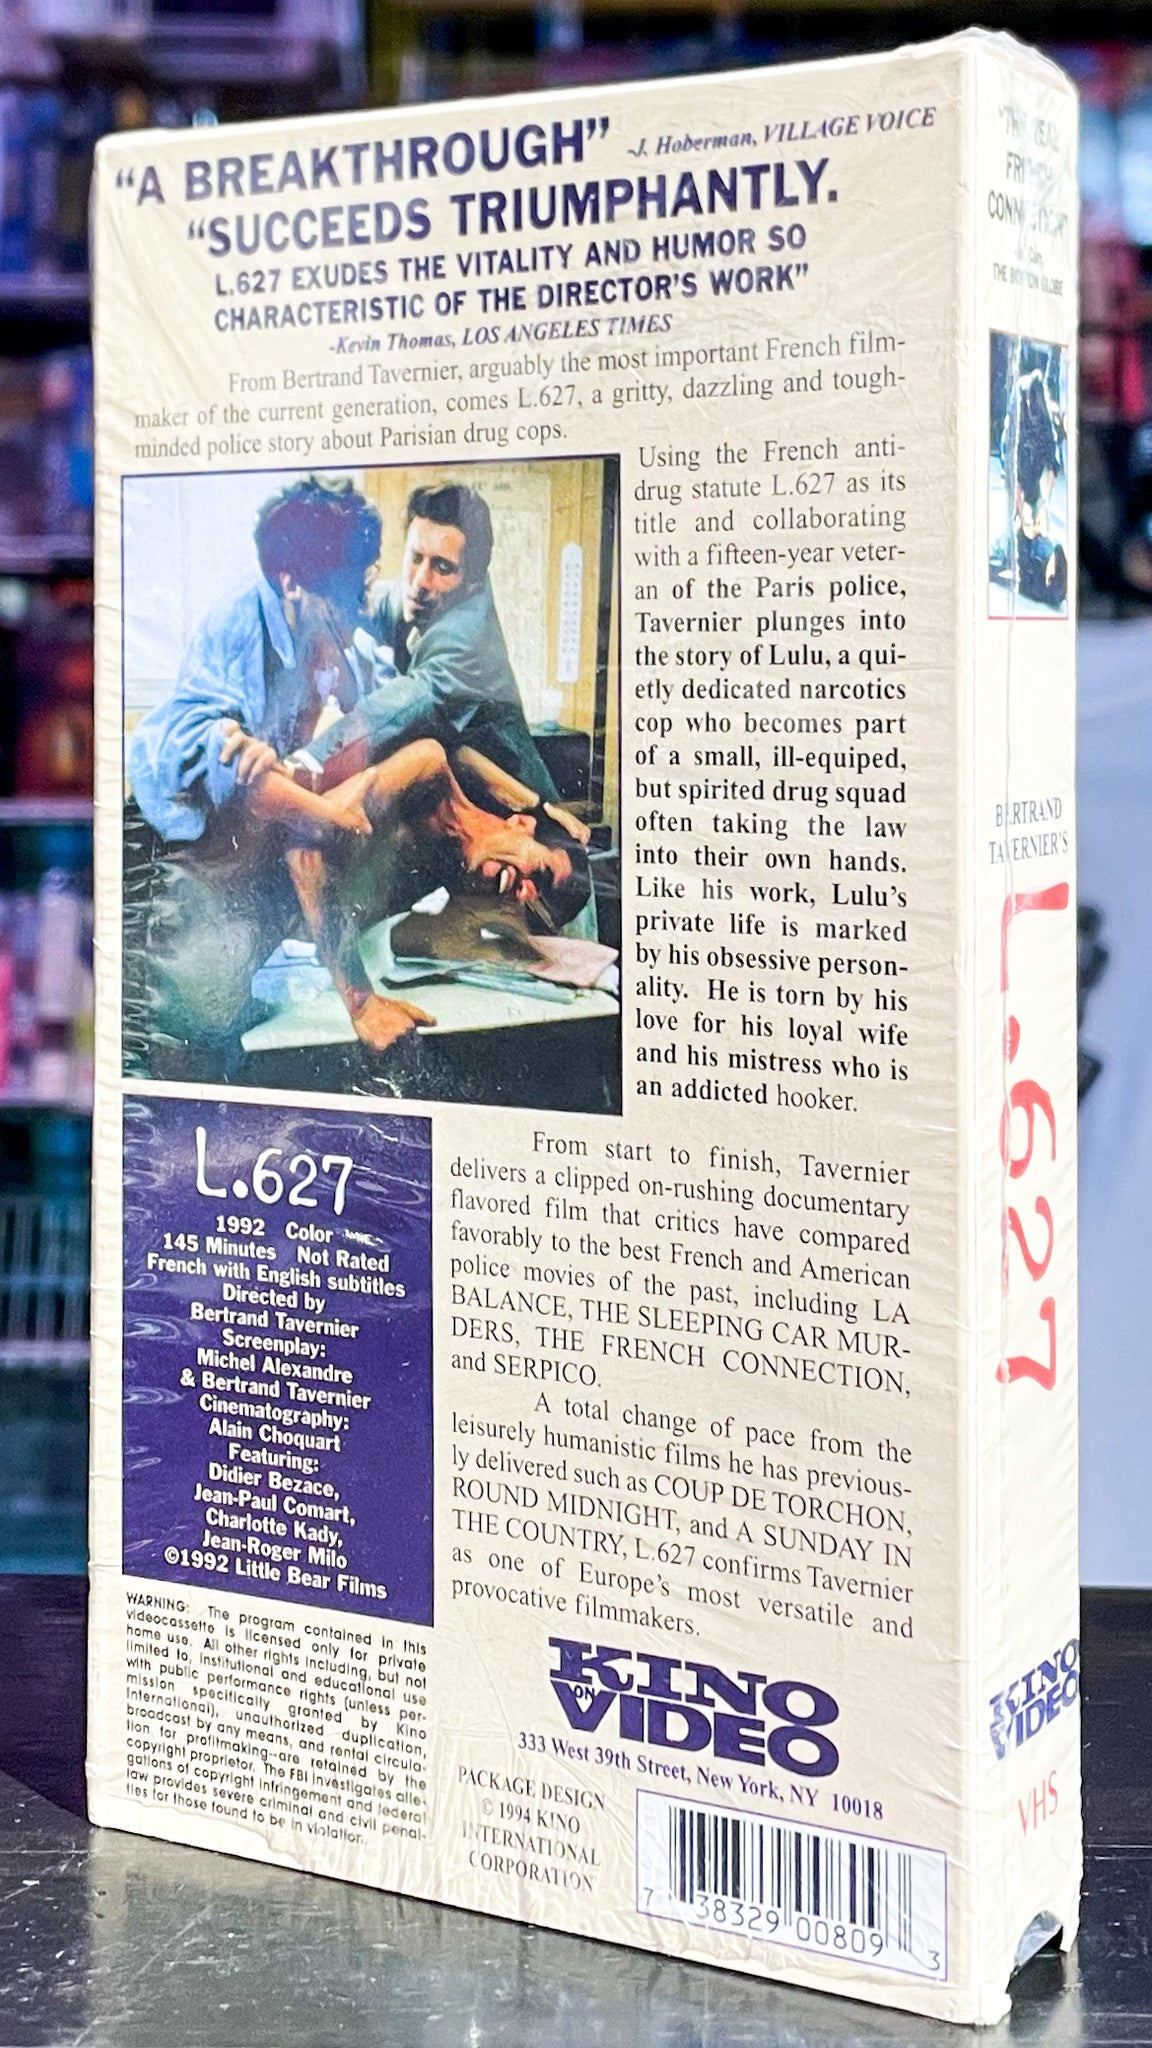 “A BREAKTHROUGH” -J. Hoberman, VILLAGE VOICE
“SUCCEEDS TRIUMPHANTLY.
L.627 EXUDES THE VITALITY AND HUMOR SO
CHARACTERISTIC OF THE DIRECTOR’S WORK”
-Kevin Thomas, LOS ANGELES TIMES
From Bertrand Tavernier, arguably the most important French film-
maker of the current generation, comes L.627, a gritty, dazzling and tough-
minded police story about Parisian drug cops.
Using the French anti-
drug statute L.627 as its
title and collaborating
with a fifteen-year veter-
an of the Paris police,
Tavernier plunges into
the story of Lulu, a qui-
etly dedicated narcotics
cop who becomes part
of a small, ill-equiped,
but spirited drug squad
often taking the law
into their own hands.
Like his work, Lulu’s
private life is marked
by his obsessive person-
ality. He is torn by his
love for his loyal wife
and his mistress who is
an addicted hooker.
From start to finish, Tavernier
delivers a clipped on-rushing documentary
flavored film that critics have compared
favorably to the best French and American
police movies of the past, including LA
BALANCE, THE SLEEPING CAR MUR-
DERS, THE FRENCH CONNECTION,
and SERPICO.
A total change of pace from the
leisurely humanistic films he has previous-
ly delivered such as COUP DE TORCHON,
ROUND MIDNIGHT, and A SUNDAY IN
THE COUNTRY, L.627 confirms Tavernier
as one of Europe’s most versatile and
provocative filmmakers.
L.627
1992 Color
145 Minutes Not Rated
French with English subtitles
Directed by
Bertrand Tavernier
Screenplay:
Michel Alexandre
& Bertrand Tavernier
Cinematography:
Alain Choquart
Featuring:
Didier Bezace,
Jean-Paul Comart,
Charlotte Kady,
Jean-Roger Milo
©1992 Little Bear Films
WARNING: The program contained in this
videocassette is licensed only for private
home use. All other rights including, but not
limited to, institutional and educational use
with public performance rights (unless per-
mission specifically granted by Kino
International), unauthorized duplication,
broadcast by any means, and rental circula-
tion for profitmaking--are retained by the
copyright proprietor. The FBI investigates alle-
gations of copyright infringement and federal
law provides severe criminal and civil penal-
ties for those found to be in violation.
KINO
ON
VIDEO
333 West 39th Street, New York, NY 10018
PACKAGE DESIGN
© 1994 KINO
INTERNATIONAL
CORPORATION
7 38329 00809 3
“THE REAL
FRENCH
CONNECTION”
THE BOSTON GLOBE
BERTRAND
TAVERNIER’S
L.627
KINO
VIDEO
VHS